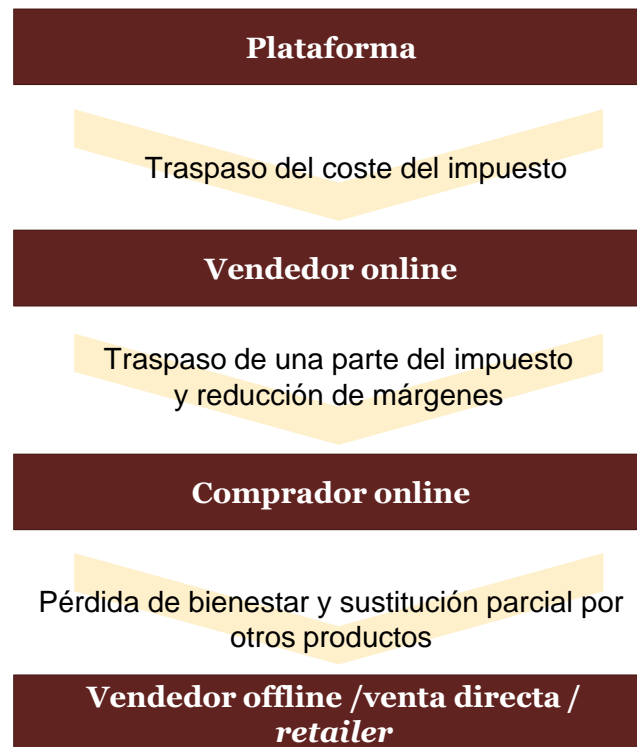 Plataforma
Traspaso del coste del impuesto
Vendedor online
Traspaso de una parte del impuesto
y reducción de márgenes
Comprador online
Pérdida de bienestar y sustitución parcial por
otros productos
Vendedor offline /venta directa /
retailer